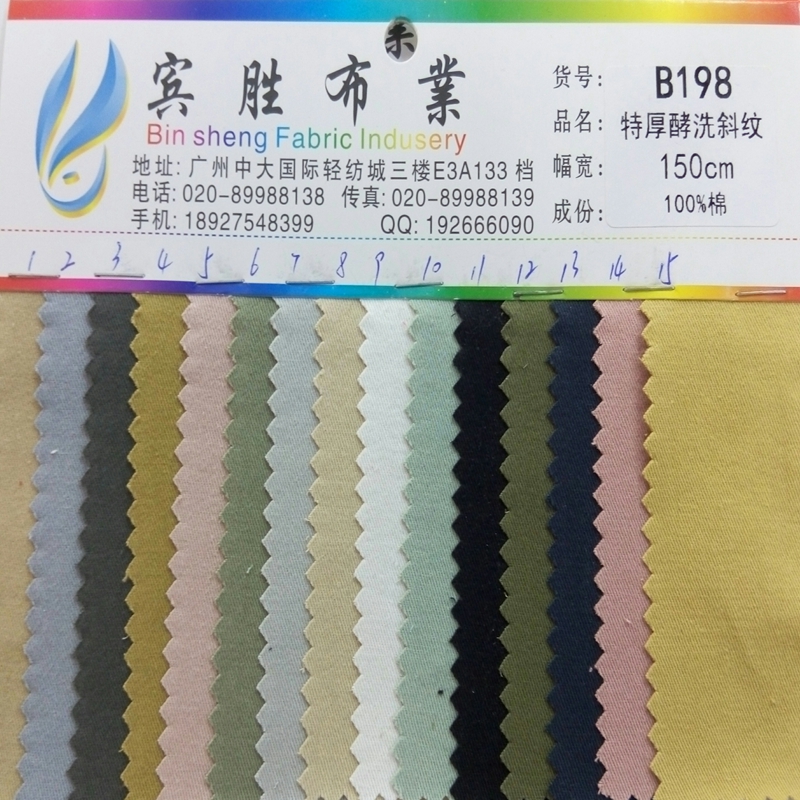 宾胜布業
Bin sheng Fabric Indusery
地址: 广州中大国际轻纺城三楼E3A133 档
电话: 020-89988138 传真: 020-89988139
手机: 18927548399 QQ: 192666090
货号: B198
品名: 特厚酵洗斜纹
幅宽: 150cm
成份: 100%棉
1 2 3 4 5 6 7 8 9 10 11 12 13 14 15